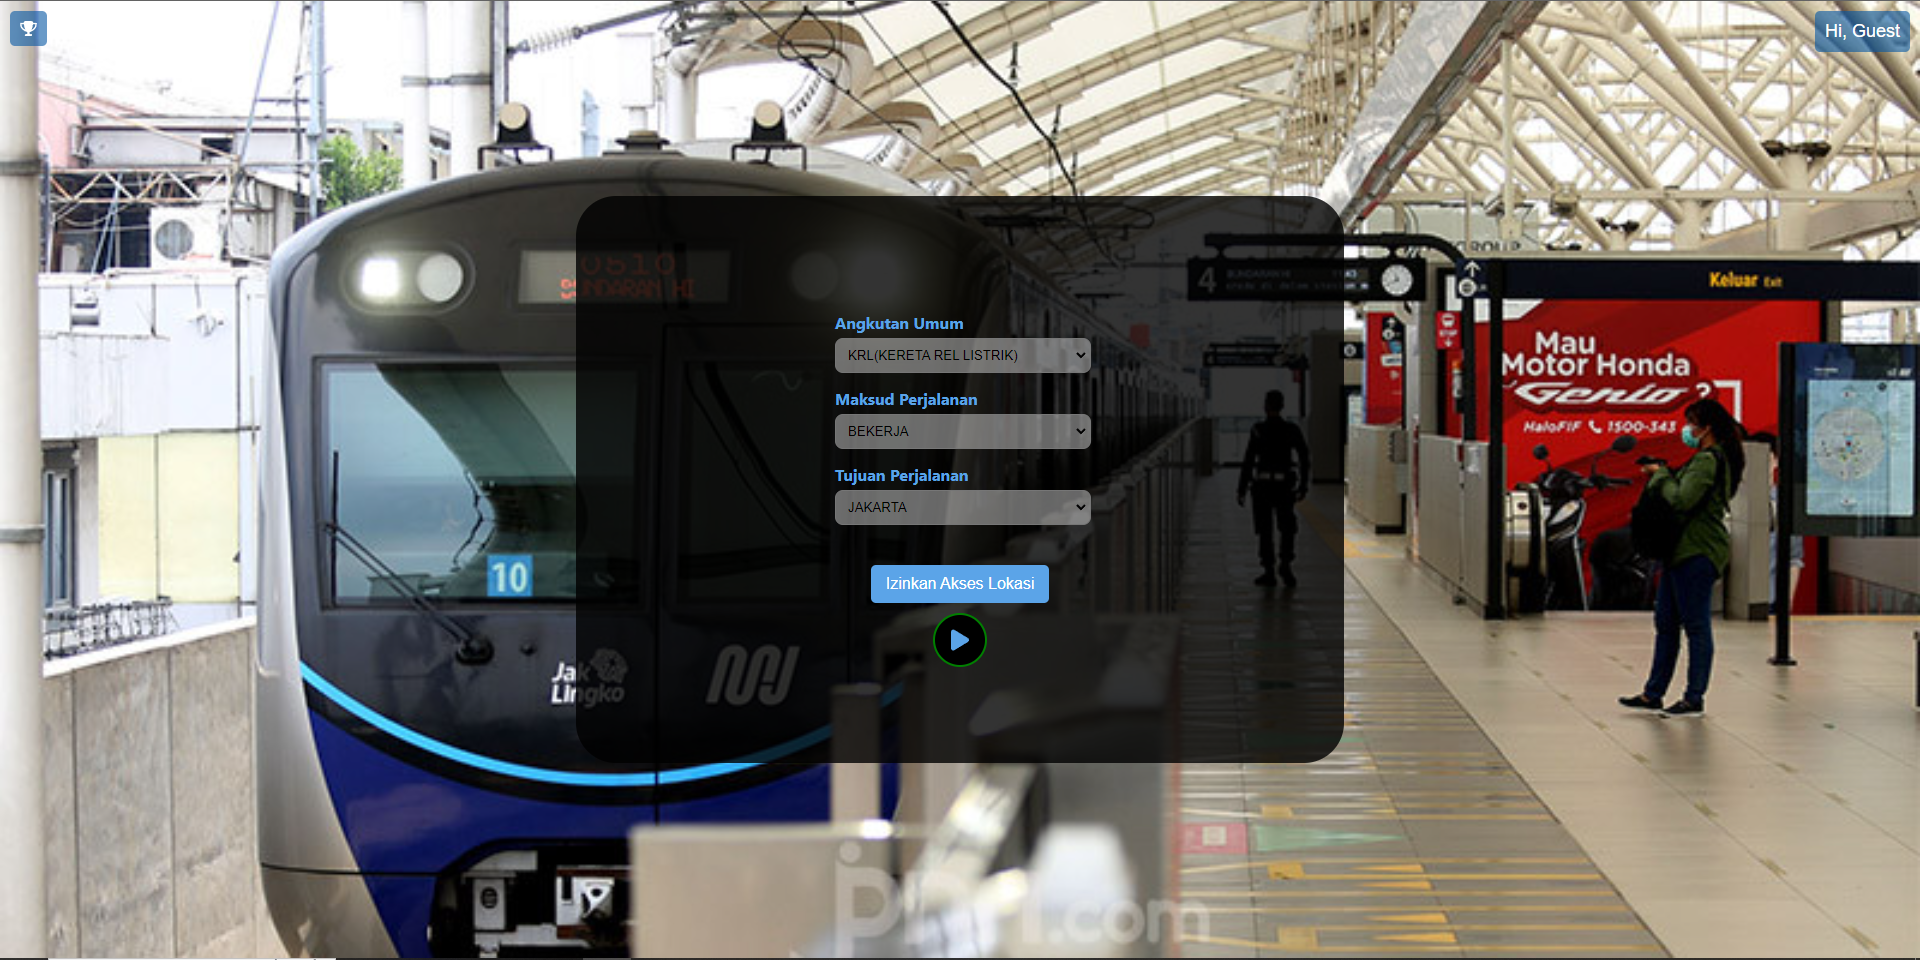 Hi, Guest
0610
BUNDARAN HI
4
Keluar Exit
Angkutan Umum
KRL(KERETA REL LISTRIK)
Mau
Motor Honda
Genio ?
HaloFIF 1500-343
Maksud Perjalanan
BEKERJA
Tujuan Perjalanan
JAKARTA
10
Izinkan Akses Lokasi
Jak
Lingko
.com